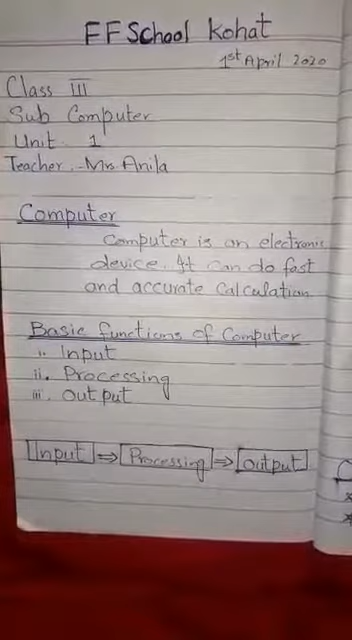 FF School Kohat
1st April 2020
Class III
Sub Computer
Unit 1
Teacher :- Mrs Anila
Computer
Computer is an electronic
device. It can do fast
and accurate calculation
Basic functions of Computer
i. Input
ii. Processing
iii. output
Input ⇒ Processing ⇒ output